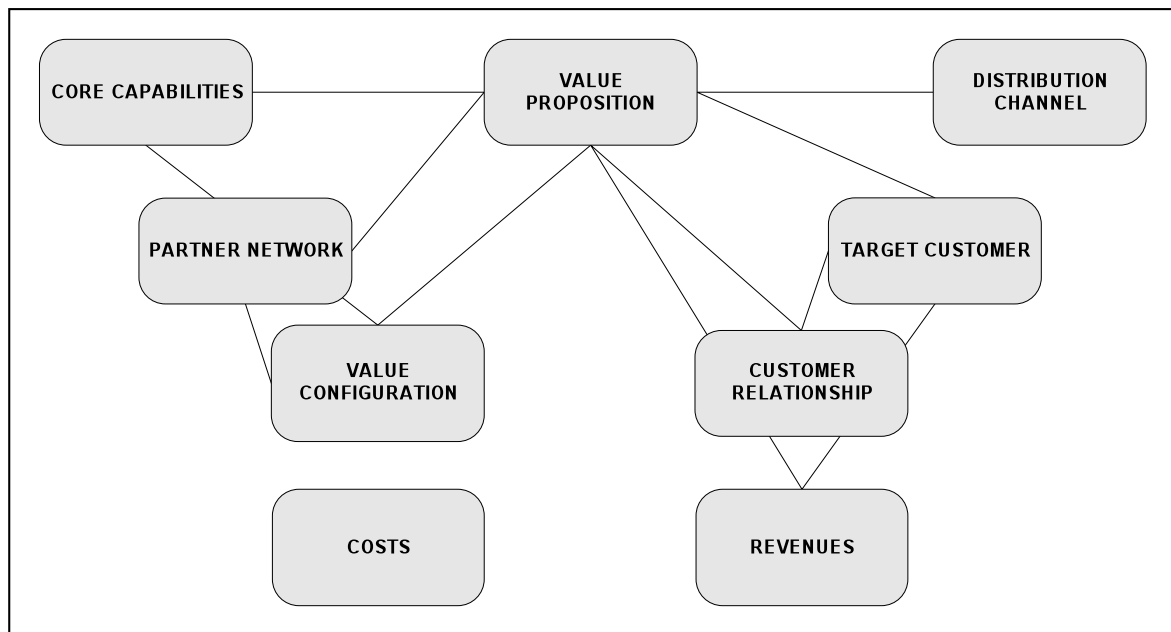 CORE CAPABILITIES
VALUE
PROPOSITION
DISTRIBUTION
CHANNEL
PARTNER NETWORK
TARGET CUSTOMER
VALUE
CONFIGURATION
CUSTOMER
RELATIONSHIP
COSTS
REVENUES